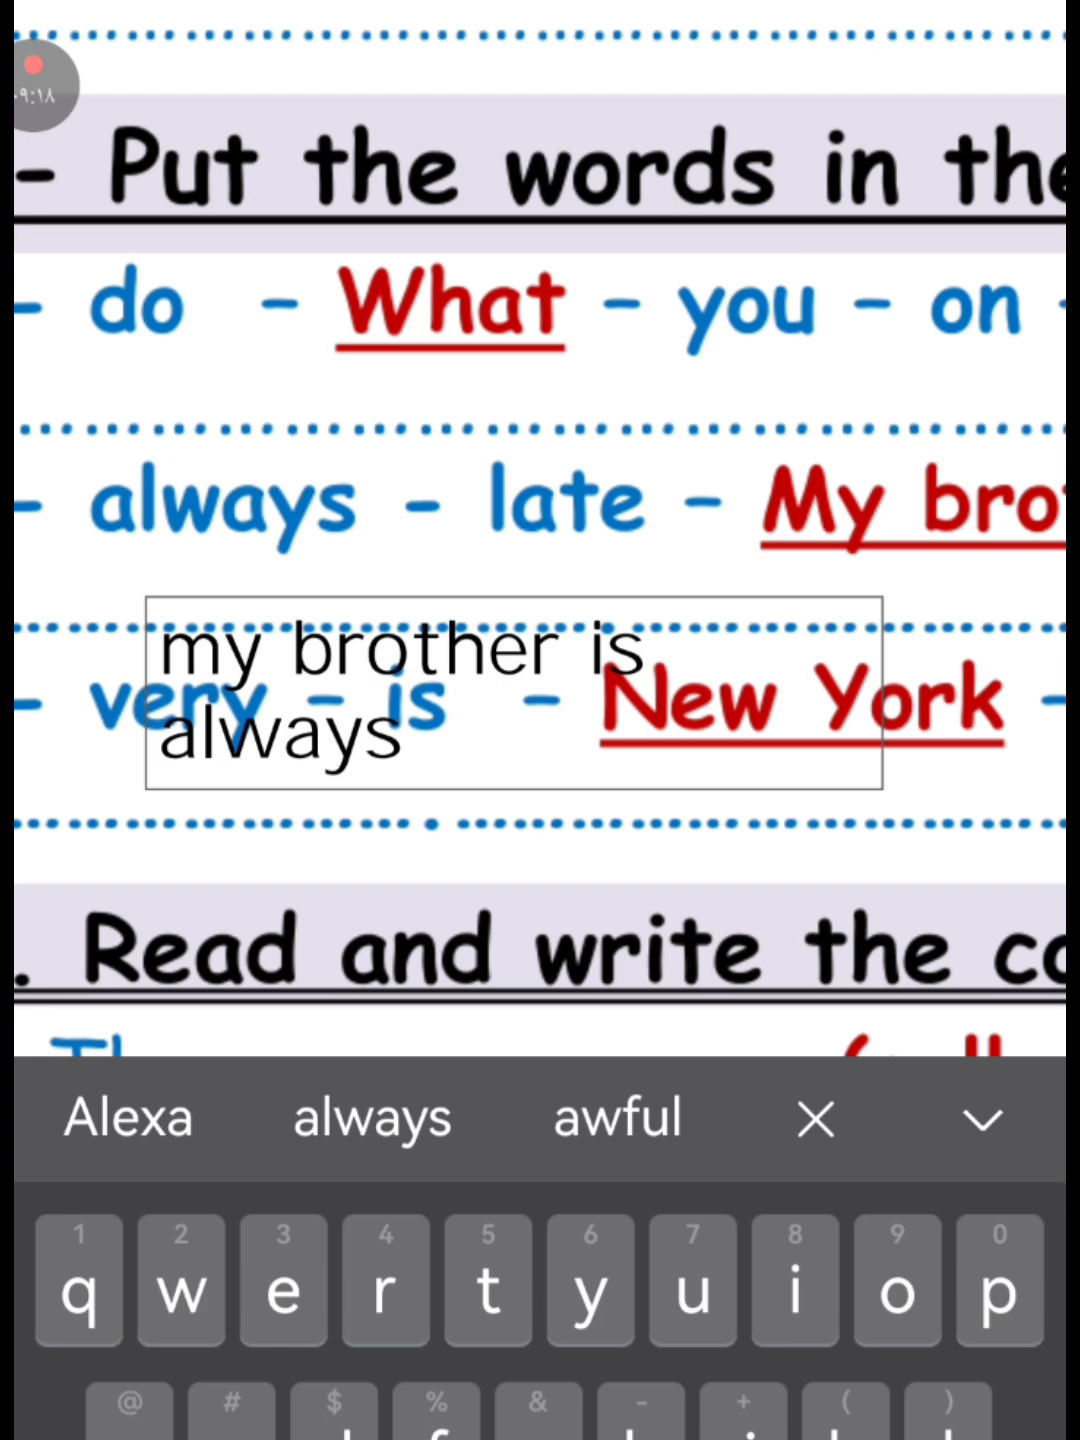 ٩:١٨
- Put the words in the
- do - What - you - on -
- always - late - My bro
my brother is
- very - is - New York -
always
. Read and write the co
Alexa always awful
1 2 3 4 5 6 7 8 9 0
q w e r t y u i o p
@ # $ % & - + ( )